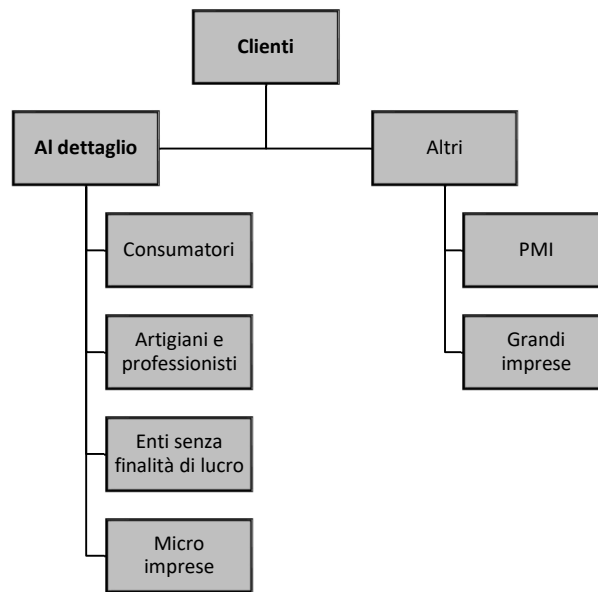 Clienti
Al dettaglio
Altri
Consumatori
PMI
Artigiani e
professionisti
Grandi
imprese
Enti senza
finalità di lucro
Micro
imprese